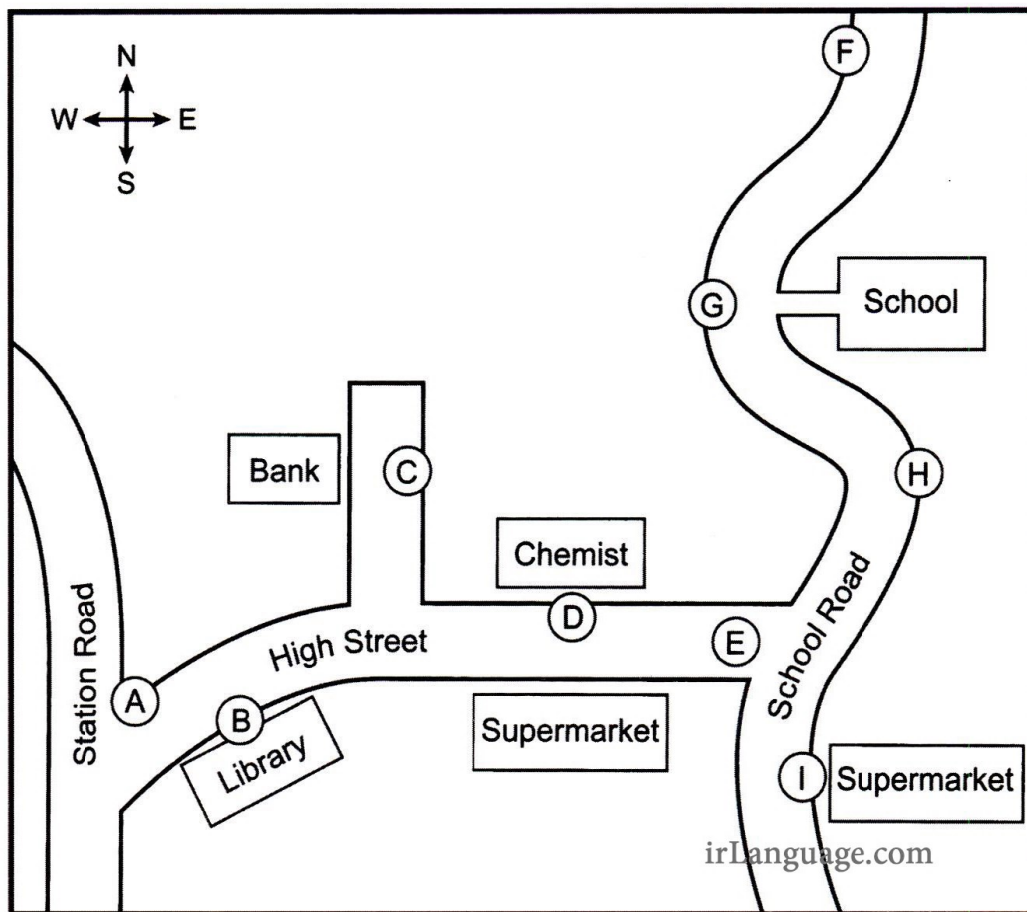 F
N
W E
S
G
School
Bank
C
H
Chemist
D
E
High Street
Station Road
School Road
A
B
Library
Supermarket
I
Supermarket
irLanguage.com